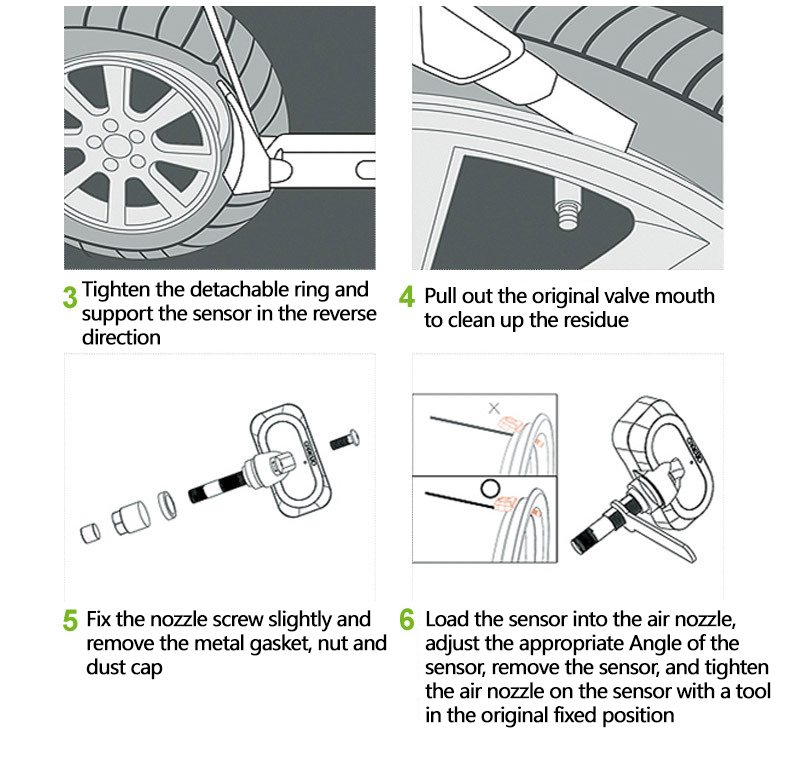 3 Tighten the detachable ring and
support the sensor in the reverse
direction
4 Pull out the original valve mouth
to clean up the residue
5 Fix the nozzle screw slightly and
remove the metal gasket, nut and
dust cap
6 Load the sensor into the air nozzle,
adjust the appropriate Angle of the
sensor, remove the sensor, and tighten
the air nozzle on the sensor with a tool
in the original fixed position